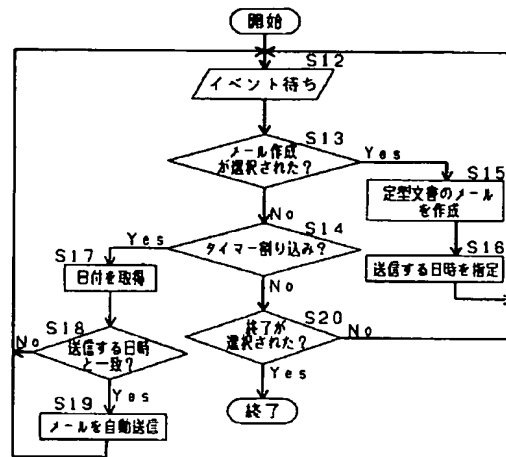 開始
S12
イベント待ち
S13
メール作成
が選択された?
Yes
S15
定型文書のメール
を作成
No
S14
S16
送信する日時を指定
S17
Yes
タイマー割り込み?
日付を取得
No
S18
No
送信する日時
と一致?
S20
終了が
選択された?
No
Yes
Yes
S19
メールを自動送信
終了